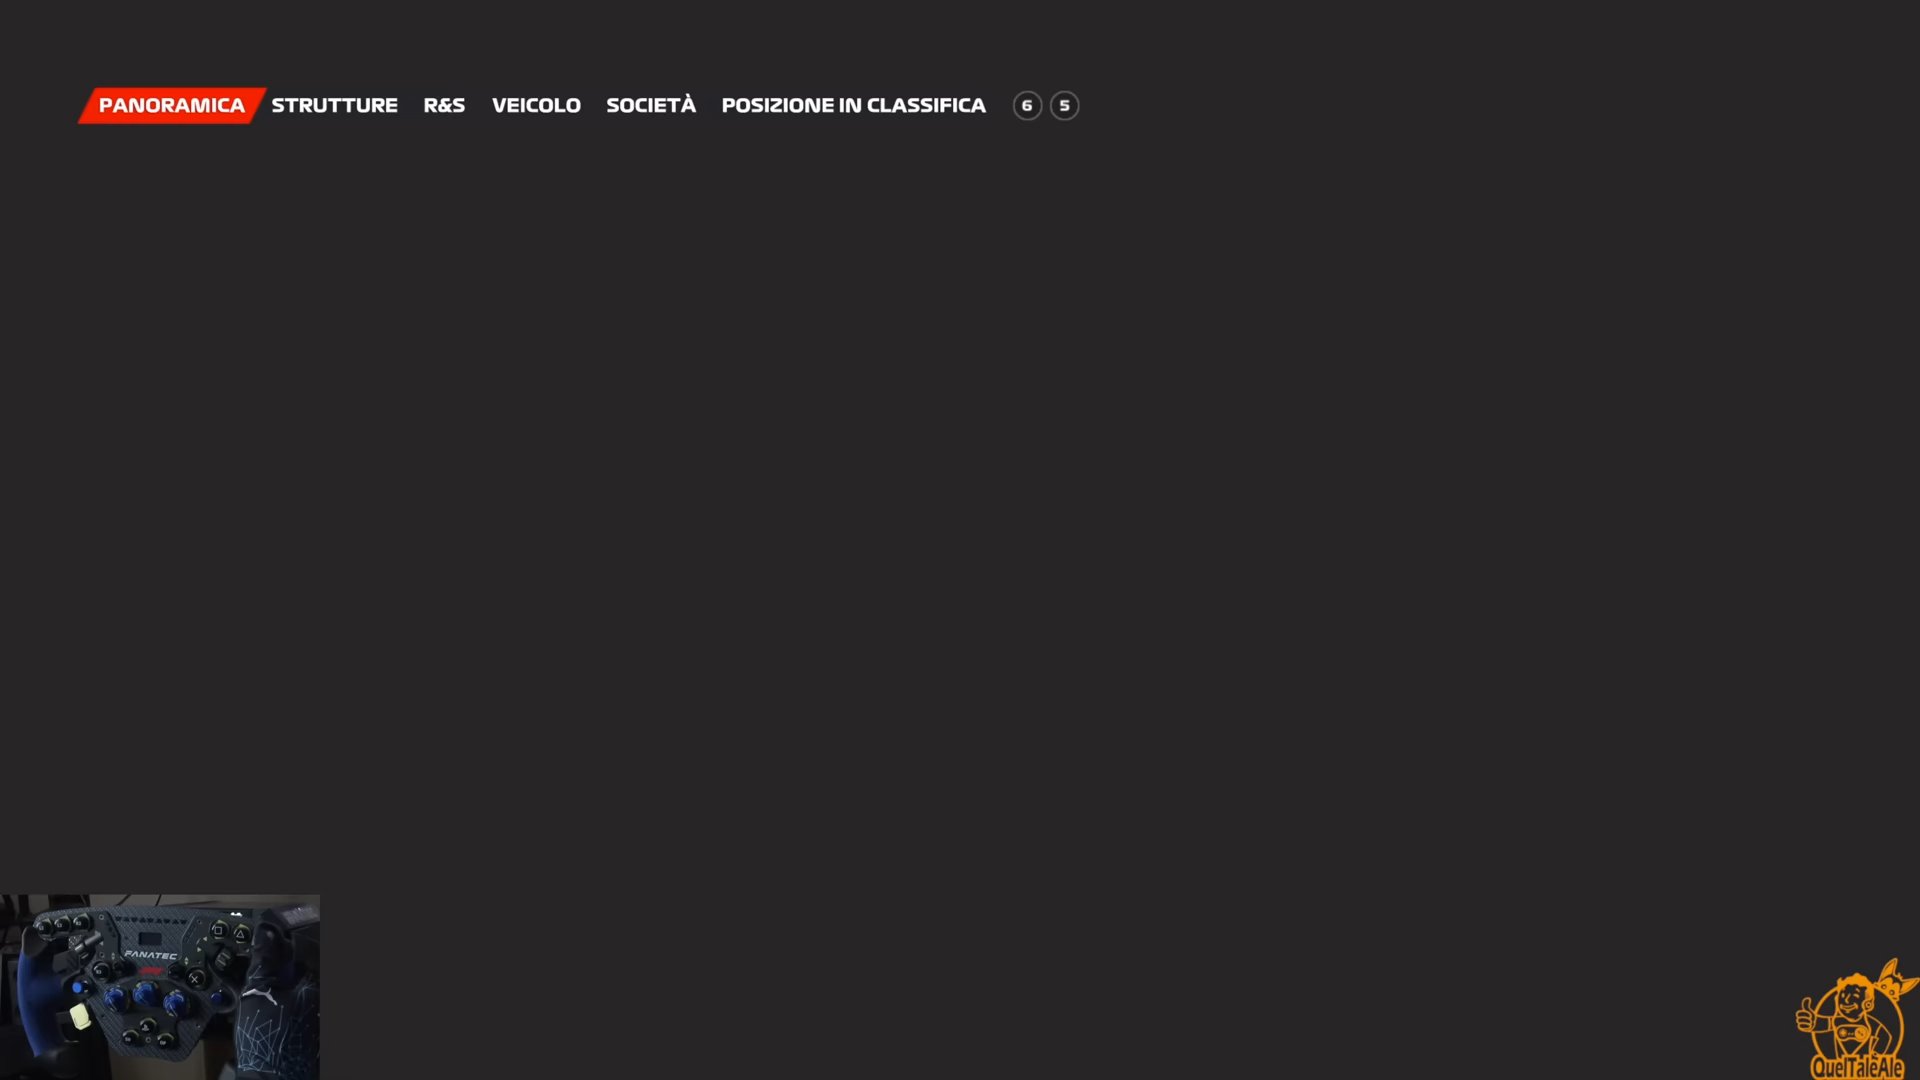 PANORAMICA STRUTTURE R&S VEICOLO SOCIETÀ POSIZIONE IN CLASSIFICA 6 5
FANATEC
QuelTaleAle